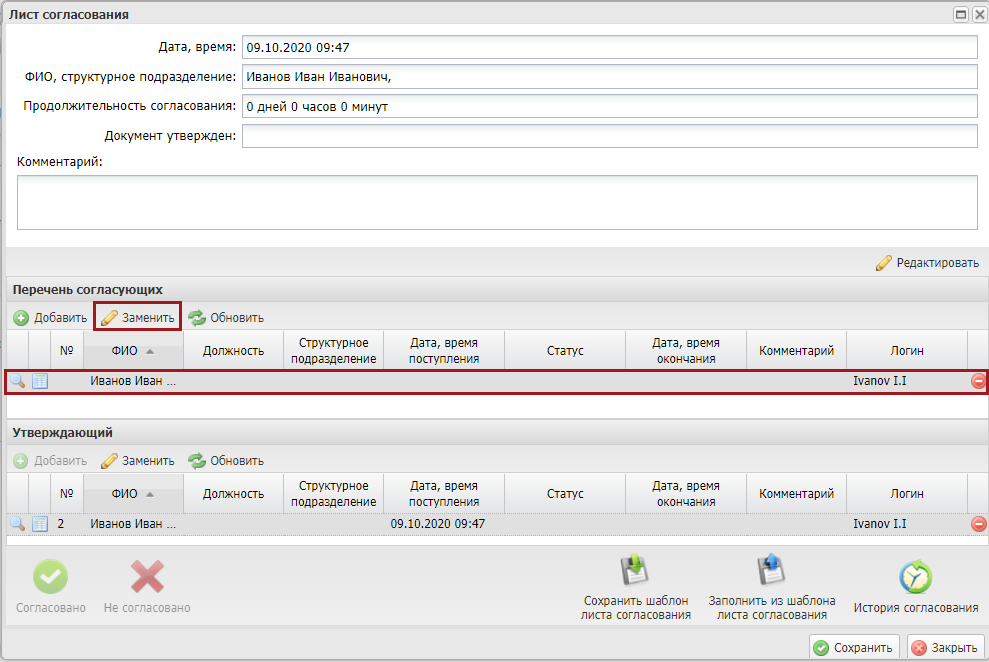 Лист согласования
Дата, время: 09.10.2020 09:47
ФИО, структурное подразделение: Иванов Иван Иванович,
Продолжительность согласования: 0 дней 0 часов 0 минут
Документ утвержден:
Комментарий:
Редактировать
Перечень согласующих
Добавить Заменить Обновить
№ ФИО Должность Структурное подразделение Дата, время поступления Статус Дата, время окончания Комментарий Логин
Иванов Иван ... Ivanov I.I
Утверждающий
Добавить Заменить Обновить
№ ФИО Должность Структурное подразделение Дата, время поступления Статус Дата, время окончания Комментарий Логин
2 Иванов Иван ... 09.10.2020 09:47 Ivanov I.I
Согласовано Не согласовано Сохранить шаблон листа согласования Заполнить из шаблона листа согласования История согласования
Сохранить Закрыть